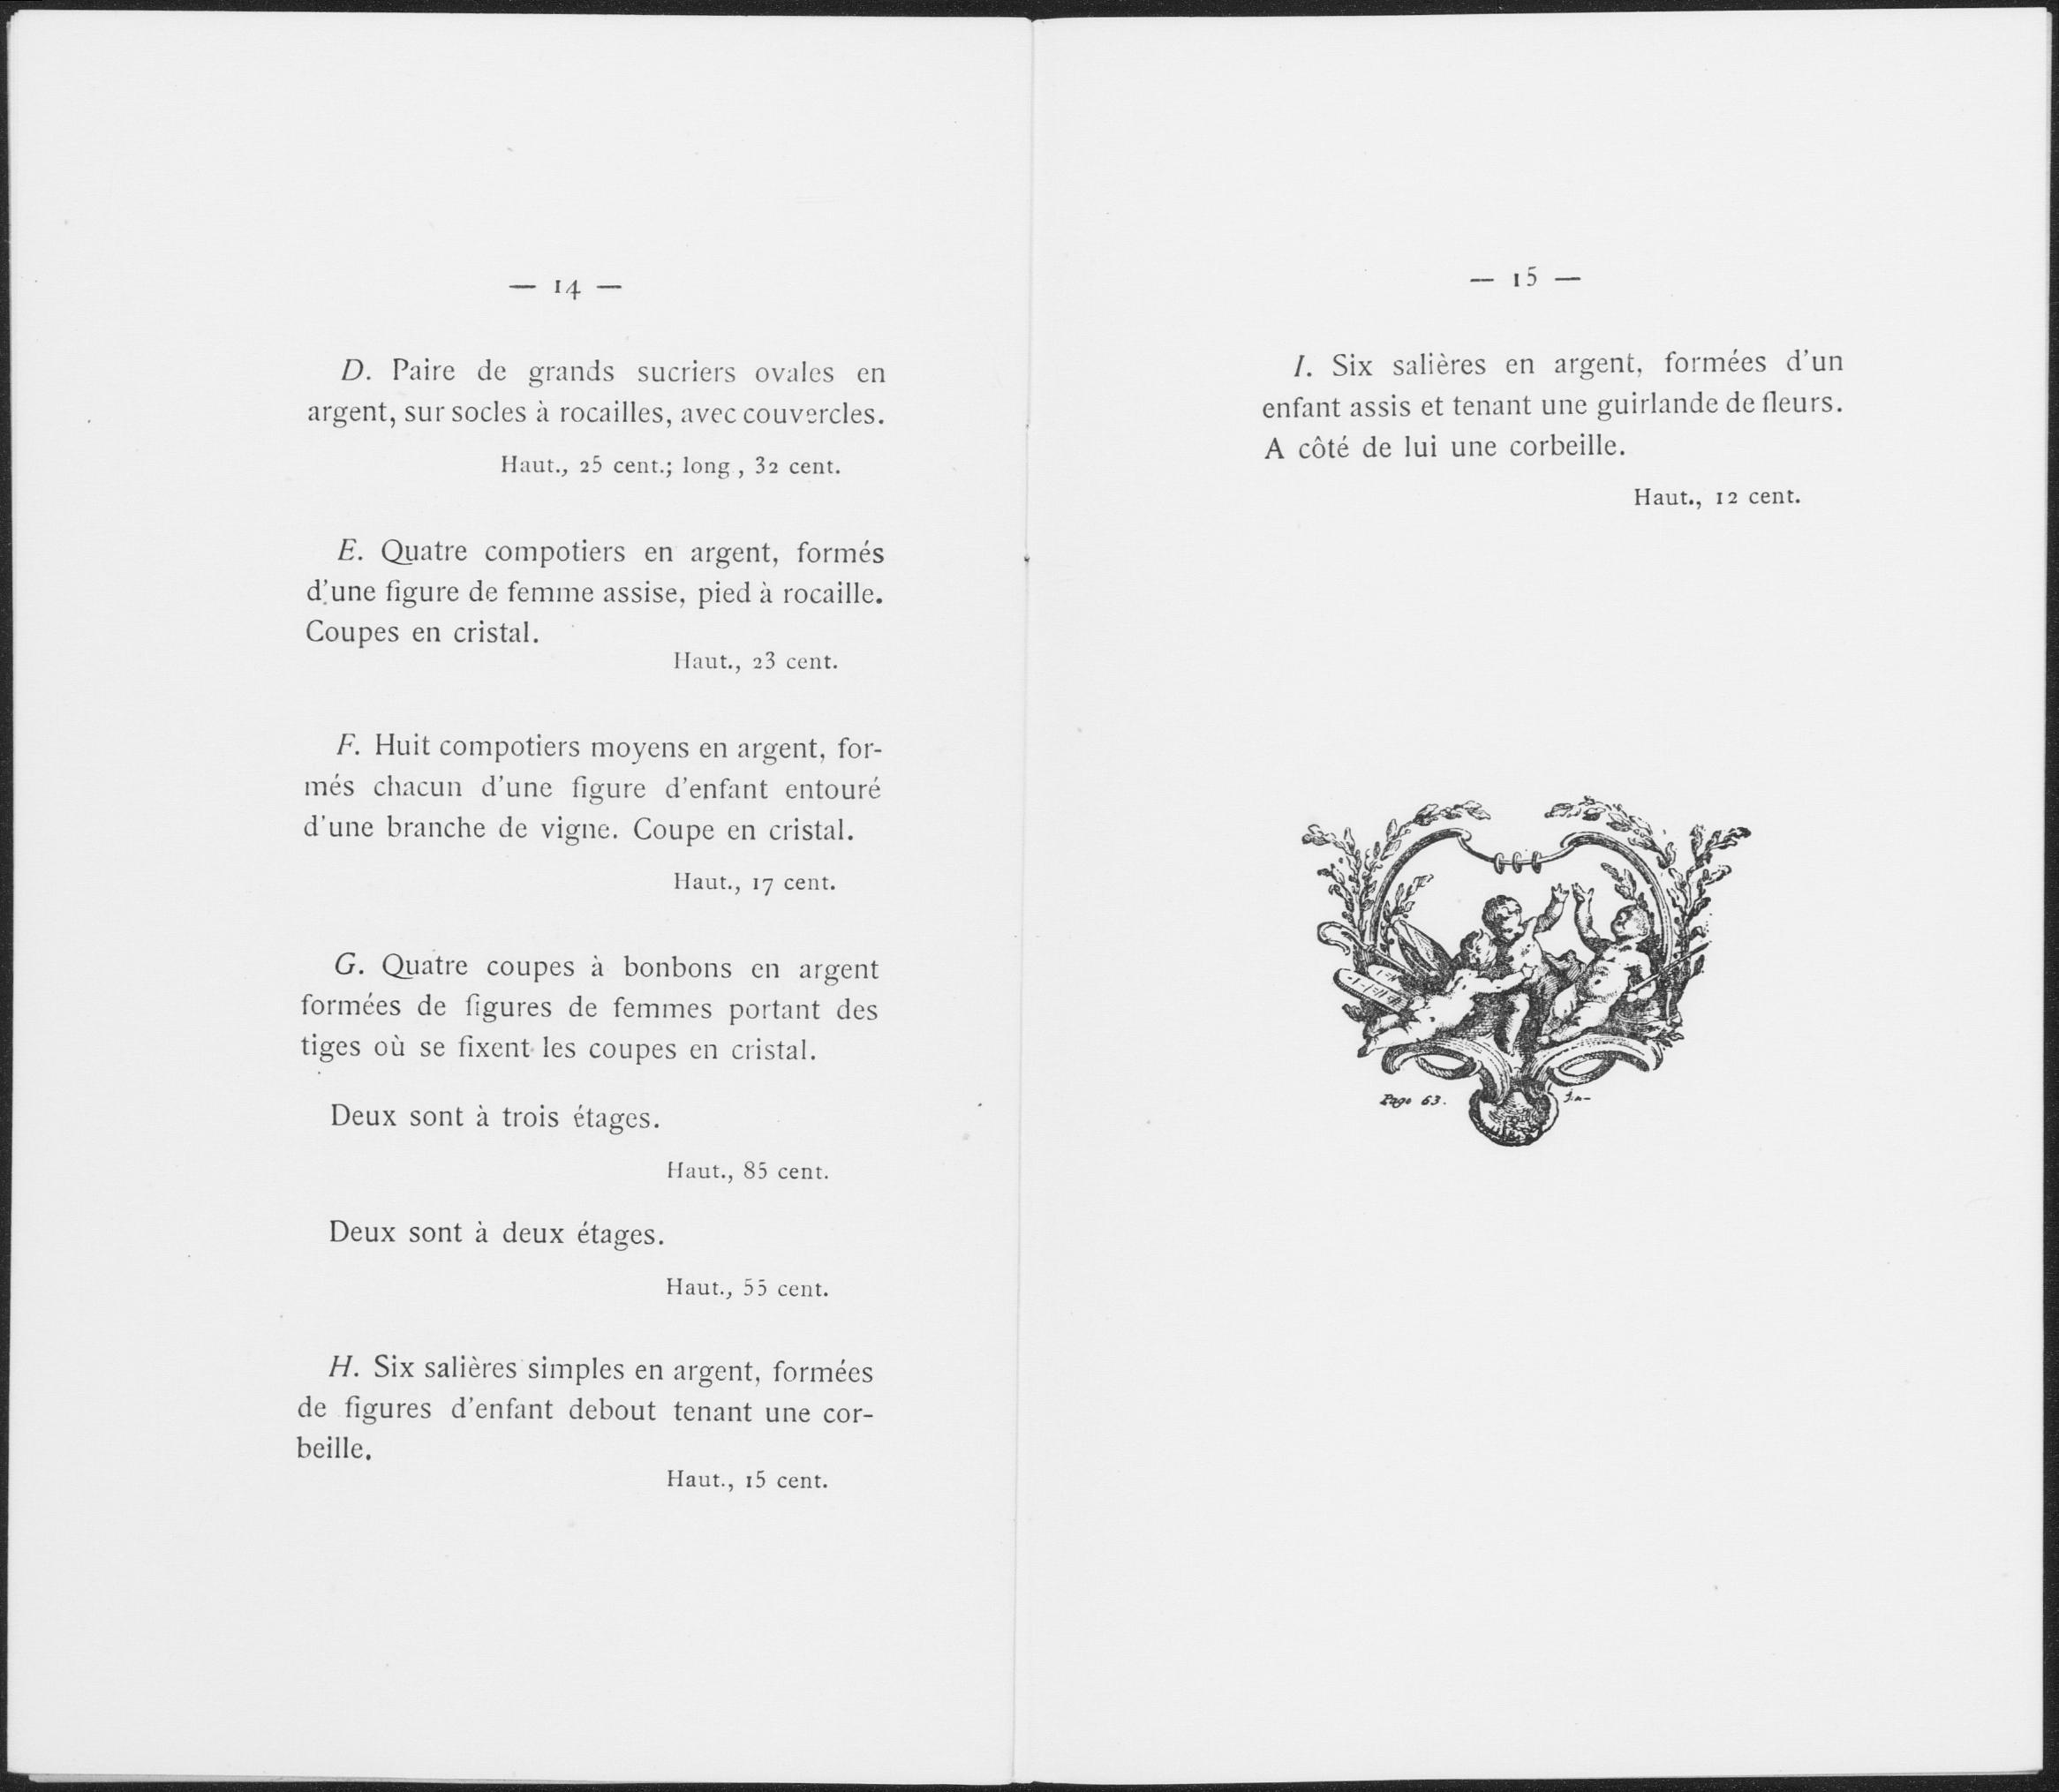 — 14 —
D. Paire de grands sucriers ovales en
argent, sur socles à rocailles, avec couvercles.
Haut., 25 cent.; long , 32 cent.
E. Quatre compotiers en argent, formés
d'une figure de femme assise, pied à rocaille.
Coupes en cristal.
Haut., 23 cent.
F. Huit compotiers moyens en argent, for-
més chacun d'une figure d'enfant entouré
d'une branche de vigne. Coupe en cristal.
Haut., 17 cent.
G. Quatre coupes à bonbons en argent
formées de figures de femmes portant des
tiges où se fixent les coupes en cristal.
Deux sont à trois étages.
Haut., 85 cent.
Deux sont à deux étages.
Haut., 55 cent.
H. Six salières simples en argent, formées
de figures d'enfant debout tenant une cor-
beille.
Haut., 15 cent.
— 15 —
I. Six salières en argent, formées d'un
enfant assis et tenant une guirlande de fleurs.
A côté de lui une corbeille.
Haut., 12 cent.
Page 63.